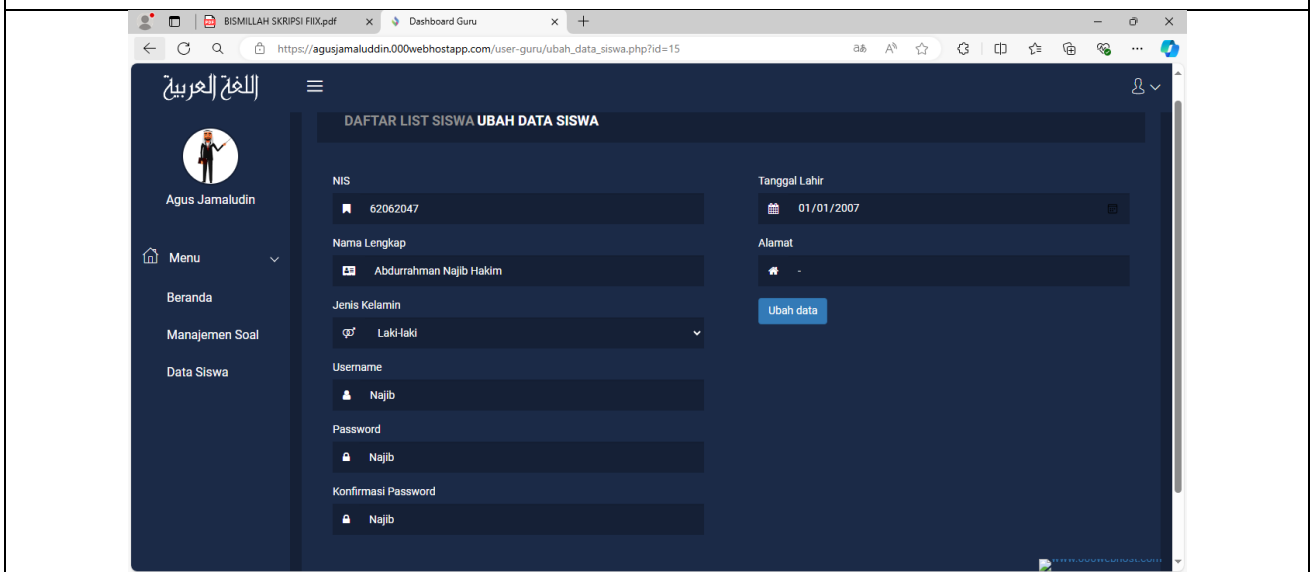 BISMILLAH SKRIPSI FIIX.pdf
Dashboard Guru
https://agusjamaluddin.000webhostapp.com/user-guru/ubah_data_siswa.php?id=15
اللغة العربية
DAFTAR LIST SISWA UBAH DATA SISWA
Agus Jamaludin
Menu
Beranda
Manajemen Soal
Data Siswa
NIS
62062047
Nama Lengkap
Abdurrahman Najib Hakim
Jenis Kelamin
Laki-laki
Username
Najib
Password
Najib
Konfirmasi Password
Najib
Tanggal Lahir
01/01/2007
Alamat
-
Ubah data
www.000webhost.com